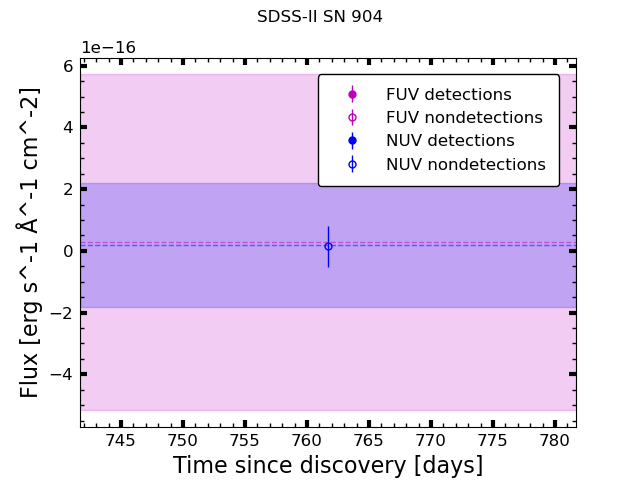 SDSS-II SN 904
1e−16
6
4
2
0
−2
−4
Flux [erg s^-1 Å^-1 cm^-2]
FUV detections
FUV nondetections
NUV detections
NUV nondetections
745 750 755 760 765 770 775 780
Time since discovery [days]